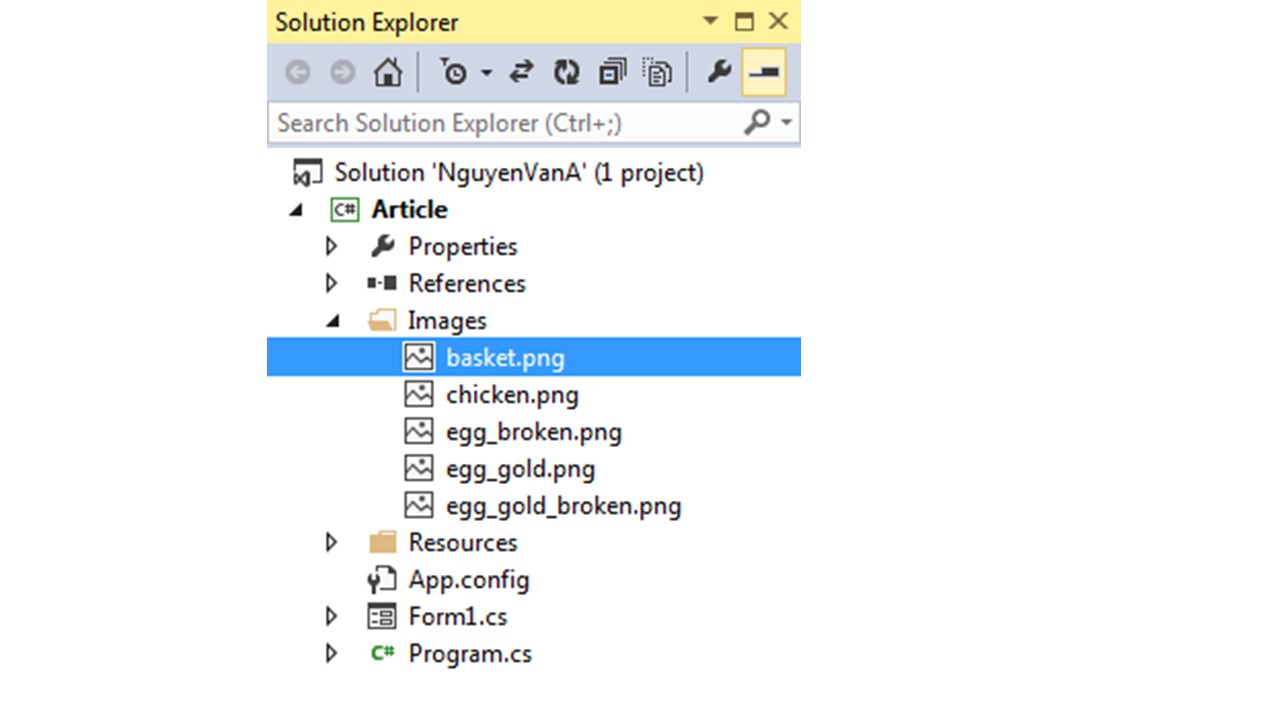 Solution Explorer
Search Solution Explorer (Ctrl+;)
Solution 'NguyenVanA' (1 project)
C# Article
Properties
References
Images
basket.png
chicken.png
egg_broken.png
egg_gold.png
egg_gold_broken.png
Resources
App.config
Form1.cs
C# Program.cs